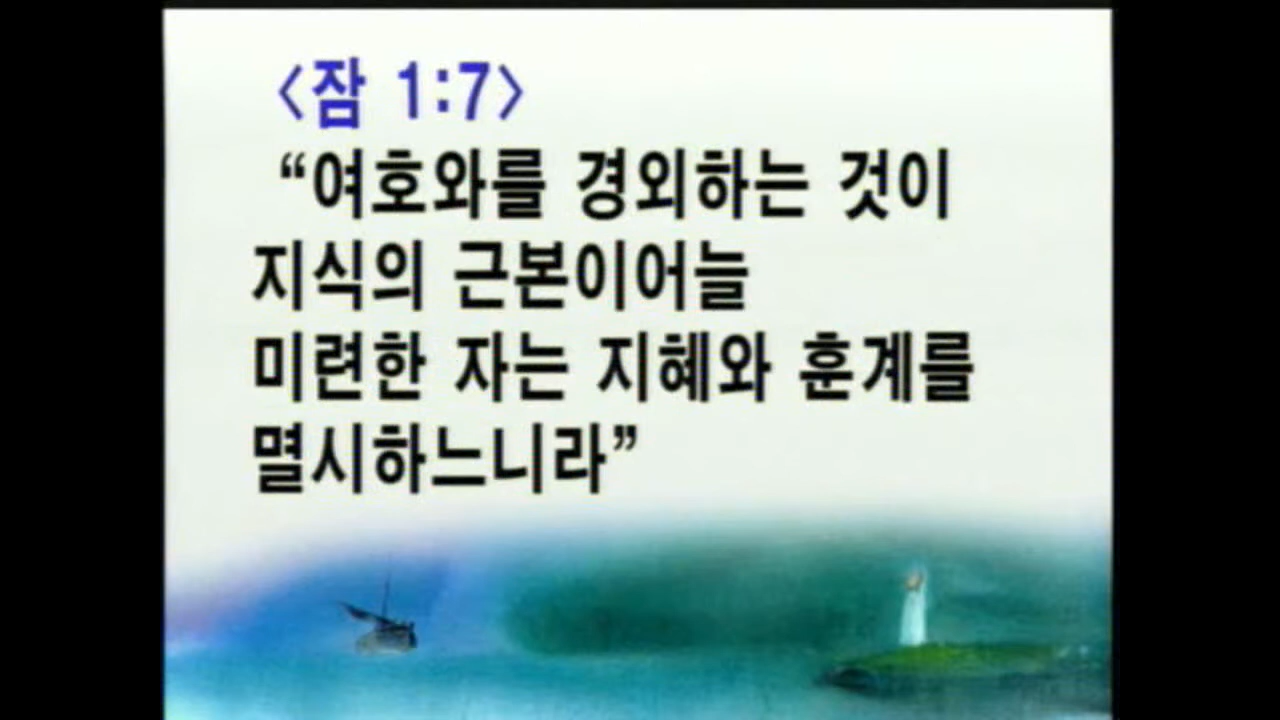 <잠 1:7>
“여호와를 경외하는 것이
지식의 근본이어늘
미련한 자는 지혜와 훈계를
멸시하느니라”